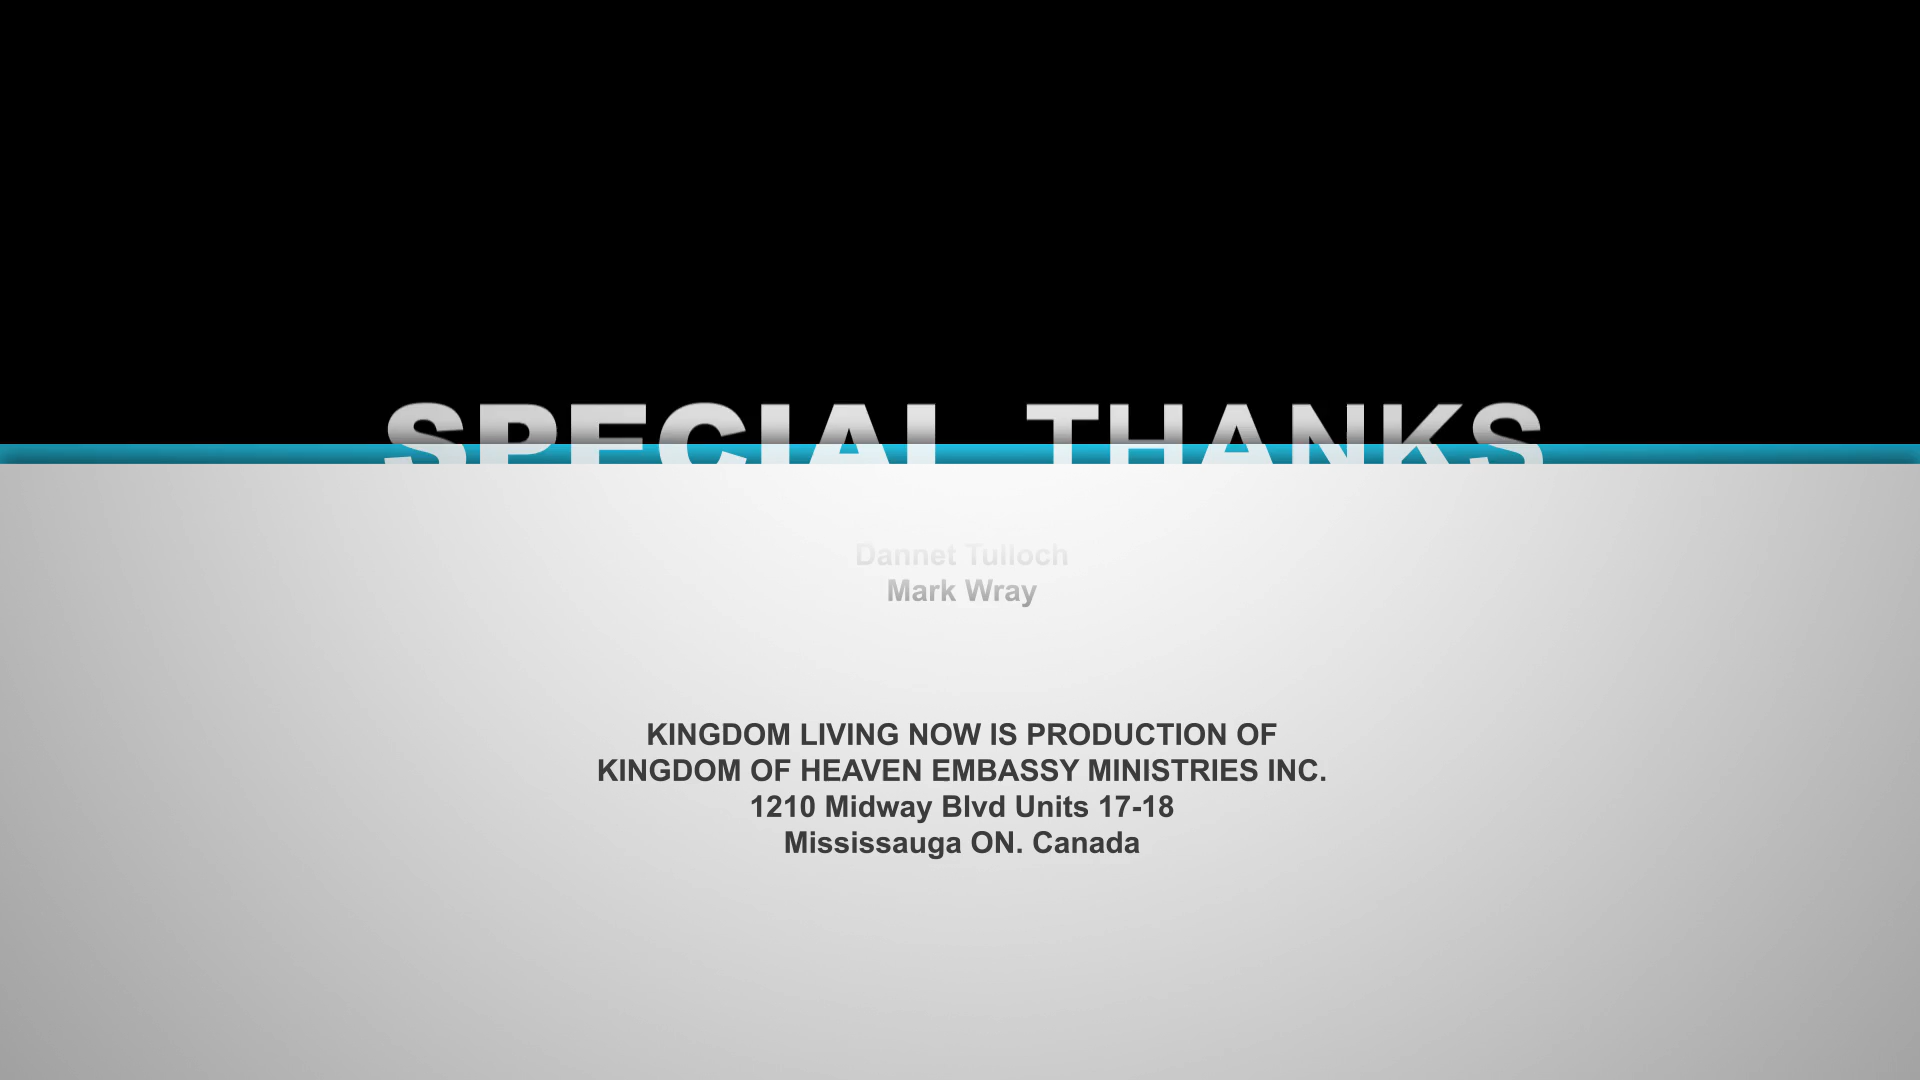 SPECIAL THANKS
Dannet Tulloch
Mark Wray
KINGDOM LIVING NOW IS PRODUCTION OF
KINGDOM OF HEAVEN EMBASSY MINISTRIES INC.
1210 Midway Blvd Units 17-18
Mississauga ON. Canada